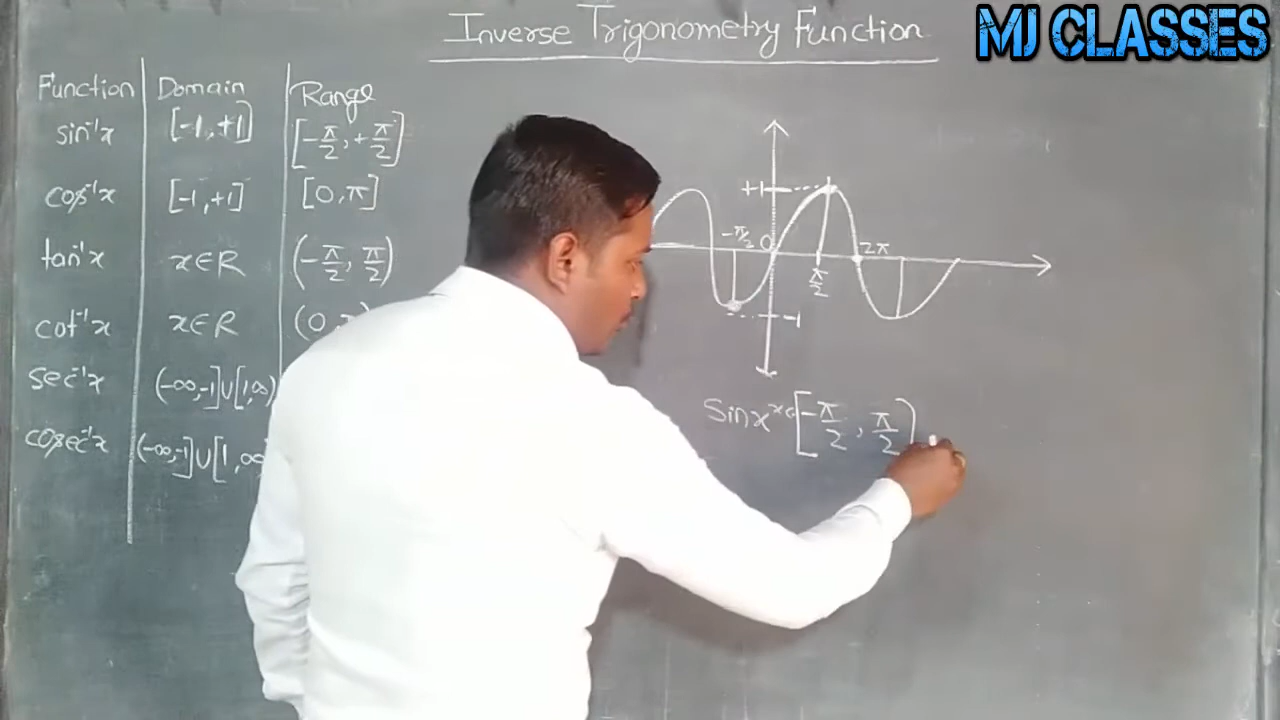 Inverse Trigonometry Function
MJ CLASSES
Function Domain Range
sin⁻¹x [-1,+1] [-π/2,+π/2]
cos⁻¹x [-1,+1] [0,π]
tan⁻¹x x∈R (-π/2, π/2)
cot⁻¹x x∈R (0,
sec⁻¹x (-∞,-1]∪[1,∞)
cosec⁻¹x (-∞,-1]∪[1,∞
+1
-π/2 0 2π
π/2
-1
Sinx x∈[-π/2, π/2]